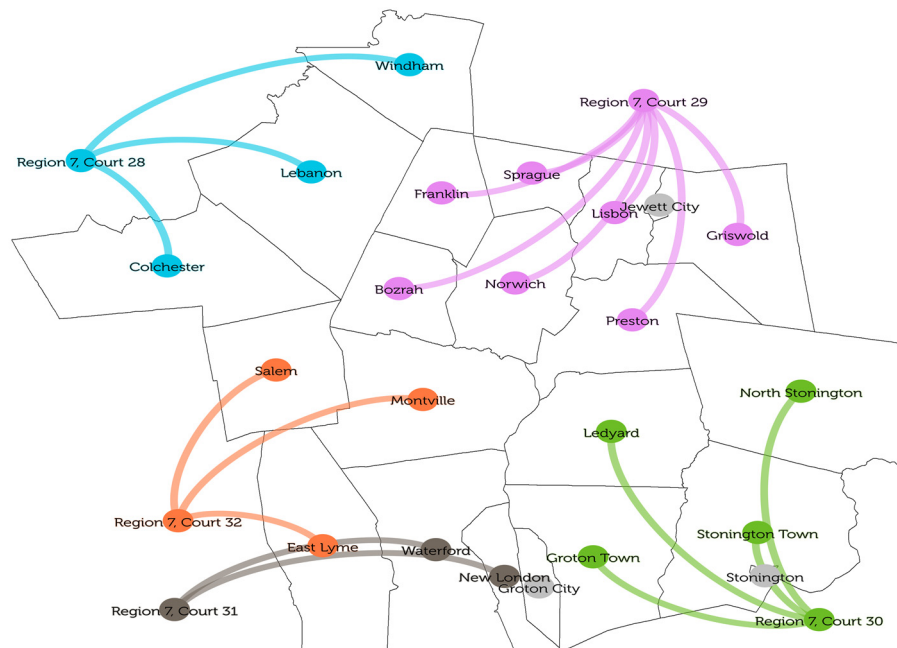 Windham
Region 7, Court 29
Region 7, Court 28
Lebanon
Sprague
Franklin
Lisbon
Jewett City
Griswold
Colchester
Bozrah
Norwich
Preston
Salem
Montville
North Stonington
Ledyard
Region 7, Court 32
East Lyme
Waterford
Stonington Town
Groton Town
New London
Stonington
Groton City
Region 7, Court 31
Region 7, Court 30